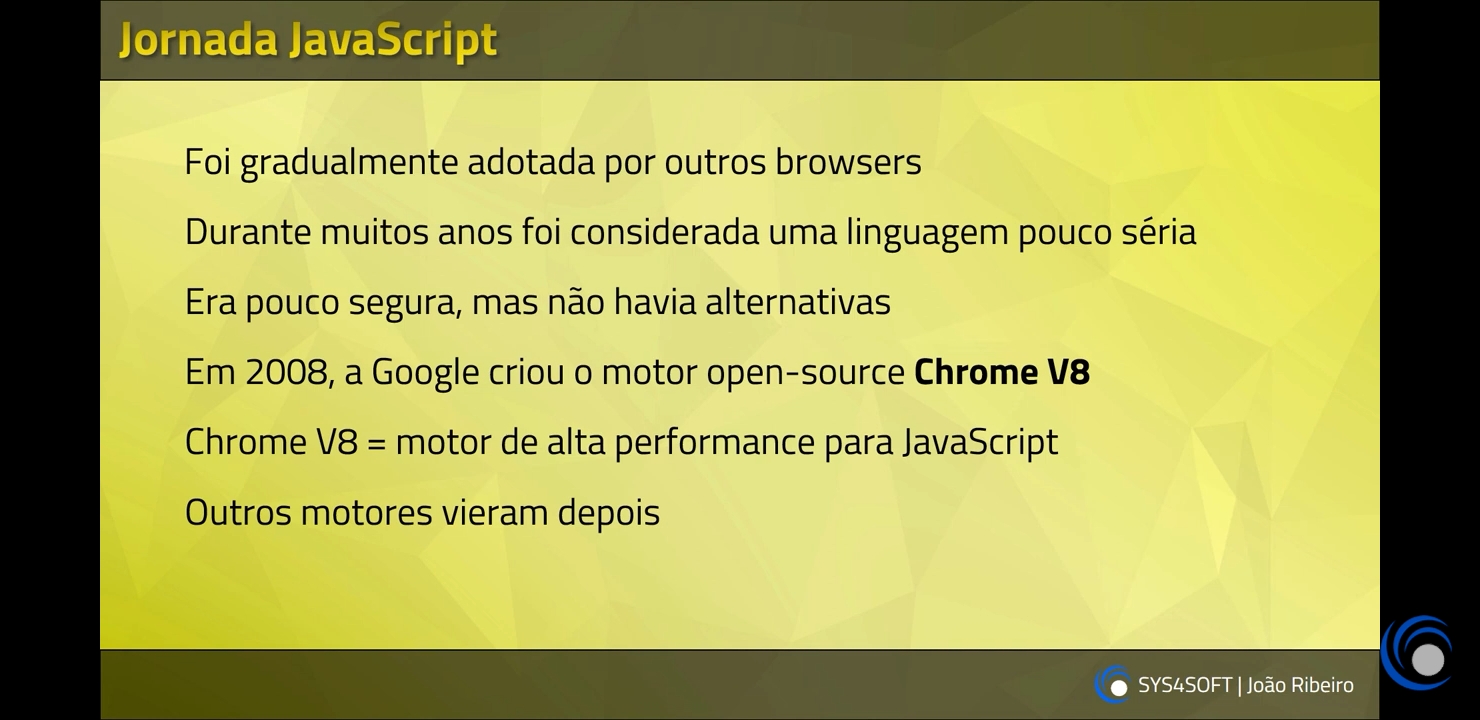 Jornada JavaScript
Foi gradualmente adotada por outros browsers
Durante muitos anos foi considerada uma linguagem pouco séria
Era pouco segura, mas não havia alternativas
Em 2008, a Google criou o motor open-source Chrome V8
Chrome V8 = motor de alta performance para JavaScript
Outros motores vieram depois
SYS4SOFT | João Ribeiro